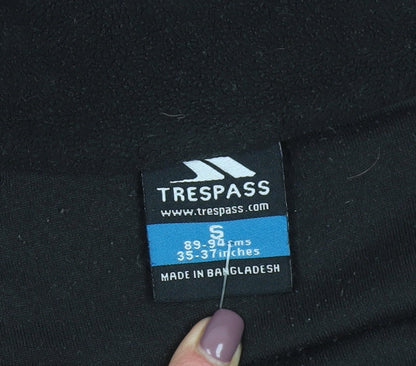 TRESPASS
www.trespass.com
S
89-94cms
35-37inches
MADE IN BANGLADESH